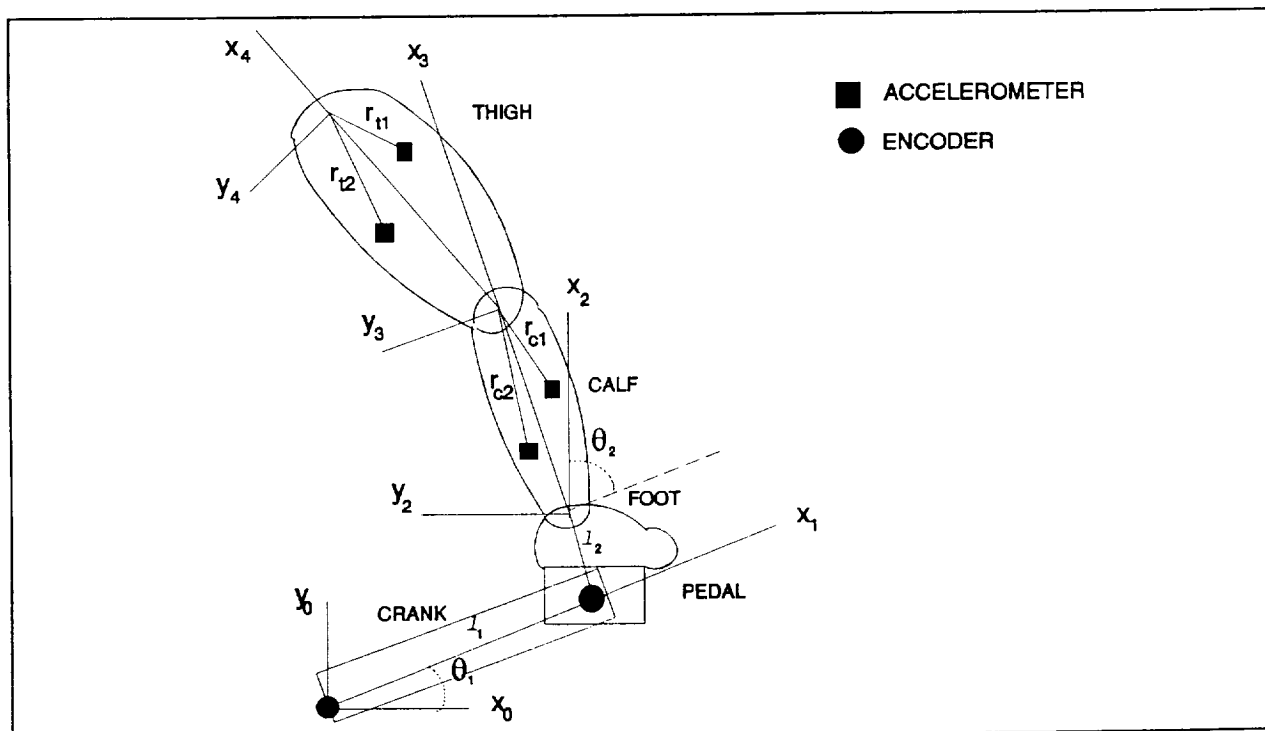 x4
x3
THIGH
ACCELEROMETER
ENCODER
rt1
rt2
y4
x2
y3
rc1
rc2
CALF
θ2
y2
FOOT
x1
l2
y0
CRANK
l1
PEDAL
θ1
x0